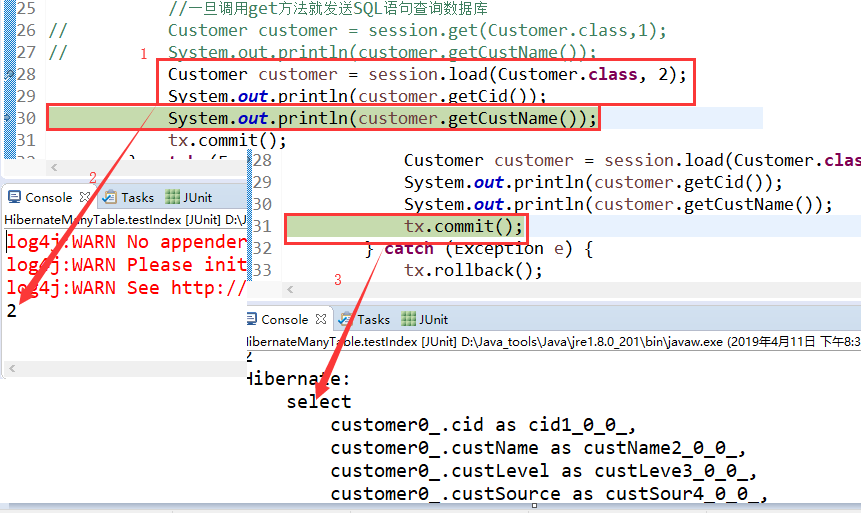 25 //一旦调用get方法就发送SQL语句查询数据库
26 // Customer customer = session.get(Customer.class,1);
27 // System.out.println(customer.getCustName());
1
28 Customer customer = session.load(Customer.class, 2);
29 System.out.println(customer.getCid());
30 System.out.println(customer.getCustName());
31 tx.commit();
2
Console Tasks JUnit
HibernateManyTable.testIndex [JUnit] D:\J
log4j:WARN No appender
log4j:WARN Please init
log4j:WARN See http://
2
28 Customer customer = session.load(Customer.clas
29 System.out.println(customer.getCid());
30 System.out.println(customer.getCustName());
31 tx.commit();
32 } catch (Exception e) {
33 tx.rollback();
3
Console Tasks JUnit
HibernateManyTable.testIndex [JUnit] D:\Java_tools\Java\jre1.8.0_201\bin\javaw.exe (2019年4月11日 下午8:3
2
Hibernate:
select
customer0_.cid as cid1_0_0_,
customer0_.custName as custName2_0_0_,
customer0_.custLevel as custLeve3_0_0_,
customer0_.custSource as custSour4_0_0_,